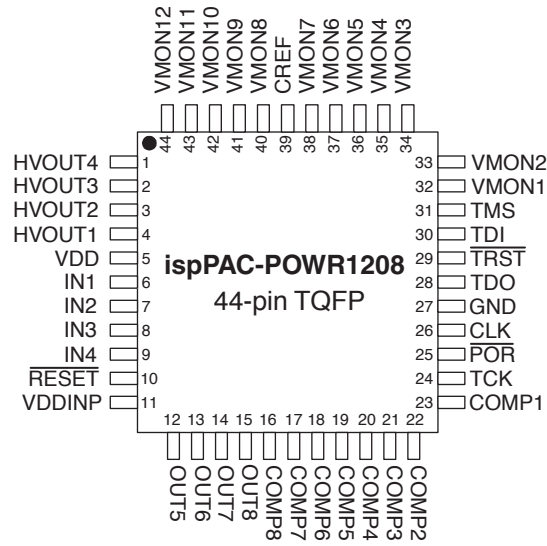 VMON12
VMON11
VMON10
VMON9
VMON8
CREF
VMON7
VMON6
VMON5
VMON4
VMON3
44
43
42
41
40
39
38
37
36
35
34
HVOUT4 1
HVOUT3 2
HVOUT2 3
HVOUT1 4
VDD 5
IN1 6
IN2 7
IN3 8
IN4 9
RESET 10
VDDINP 11
ispPAC-POWR1208
44-pin TQFP
33 VMON2
32 VMON1
31 TMS
30 TDI
29 TRST
28 TDO
27 GND
26 CLK
25 POR
24 TCK
23 COMP1
12
13
14
15
16
17
18
19
20
21
22
OUT5
OUT6
OUT7
OUT8
COMP8
COMP7
COMP6
COMP5
COMP4
COMP3
COMP2